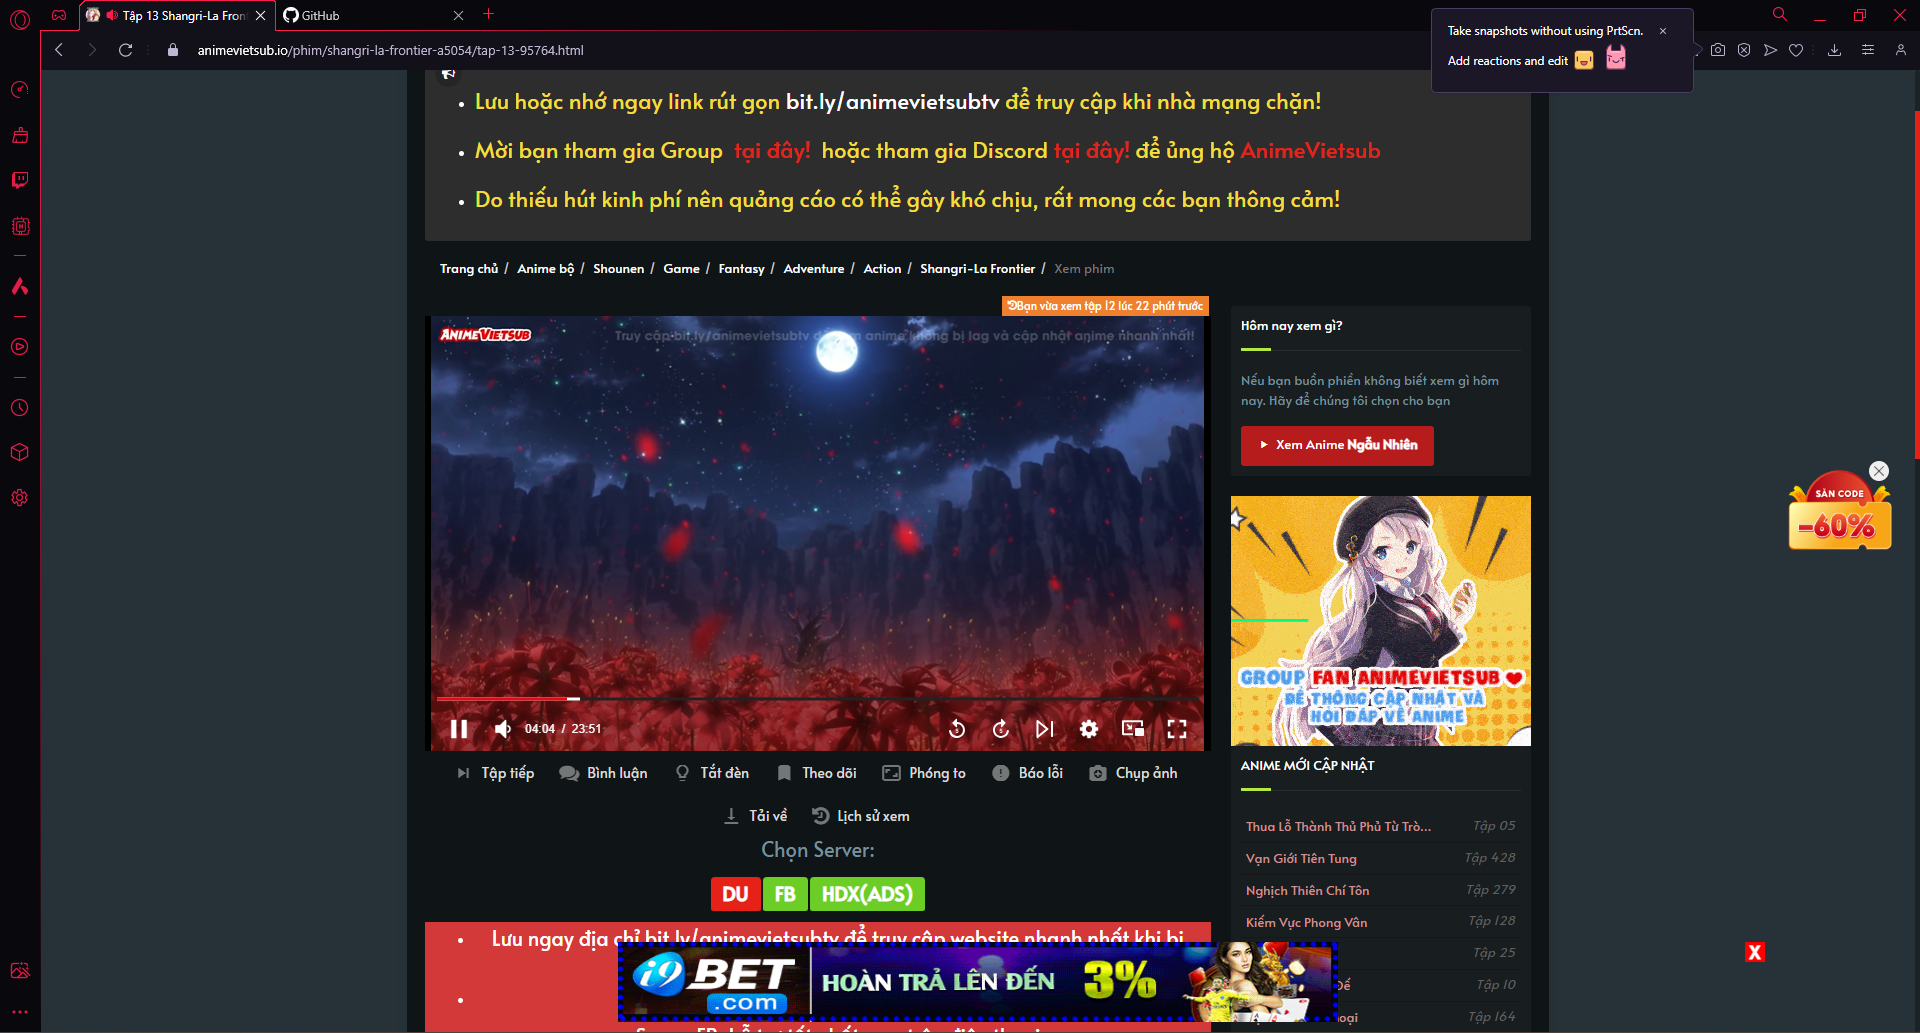 Tập 13 Shangri-La Fron
GitHub
animevietsub.io/phim/shangri-la-frontier-a5054/tap-13-95764.html
Take snapshots without using PrtScn.
Add reactions and edit
Lưu hoặc nhớ ngay link rút gọn bit.ly/animevietsubtv để truy cập khi nhà mạng chặn!
Mời bạn tham gia Group tại đây! hoặc tham gia Discord tại đây! để ủng hộ AnimeVietsub
Do thiếu hút kinh phí nên quảng cáo có thể gây khó chịu, rất mong các bạn thông cảm!
Trang chủ / Anime bộ / Shounen / Game / Fantasy / Adventure / Action / Shangri-La Frontier / Xem phim
Bạn vừa xem tập 12 lúc 22 phút trước
ANIMEVIETSUB
Truy cập bit.ly/animevietsubtv để xem anime không bị lag và cập nhật anime nhanh nhất!
04:04 / 23:51
Tập tiếp
Bình luận
Tắt đèn
Theo dõi
Phóng to
Báo lỗi
Chụp ảnh
Tải về
Lịch sử xem
Chọn Server:
DU
FB
HDX(ADS)
Lưu ngay địa chỉ bit.ly/animevietsubtv để truy cập website nhanh nhất khi bị
i9BET
.com
HOÀN TRẢ LÊN ĐẾN
3%
X
Hôm nay xem gì?
Nếu bạn buồn phiền không biết xem gì hôm
nay. Hãy để chúng tôi chọn cho bạn
Xem Anime Ngẫu Nhiên
GROUP FAN ANIMEVIETSUB
ĐỂ THÔNG CẬP NHẬT VÀ
HỎI ĐÁP VỀ ANIME
SĂN CODE
-60%
ANIME MỚI CẬP NHẬT
Thua Lỗ Thành Thủ Phủ Từ Trò... Tập 05
Vạn Giới Tiên Tung Tập 428
Nghịch Thiên Chí Tôn Tập 279
Kiếm Vực Phong Vân Tập 128
Tập 25
Tập 10
Tập 164